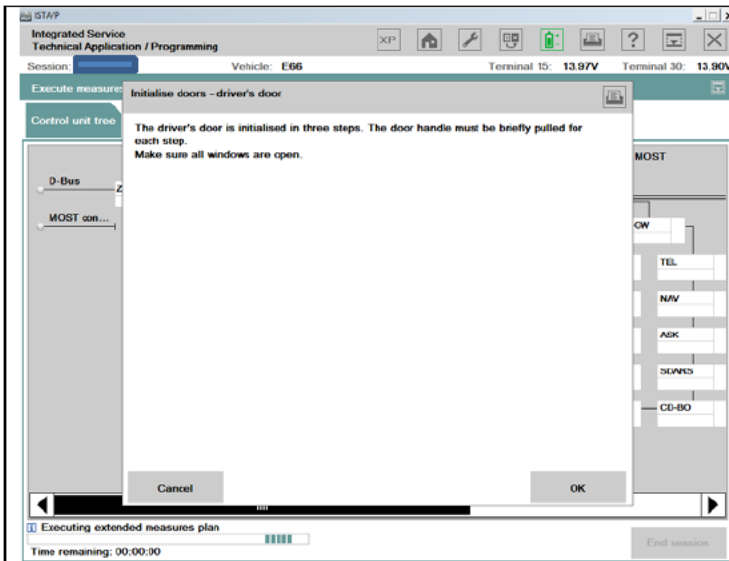 ISTA/P
Integrated Service
Technical Application / Programming
XP
?
Session:
Vehicle: E66
Terminal 15: 13.97V
Terminal 30: 13.90V
Execute measure
Initialise doors - driver's door
Control unit tree
The driver's door is initialised in three steps. The door handle must be briefly pulled for
each step.
Make sure all windows are open.
MOST
D-Bus
Z
MOST con...
GW
TEL
NAV
ASK
SDARS
CD-BO
Cancel
OK
Executing extended measures plan
Time remaining: 00:00:00
End session